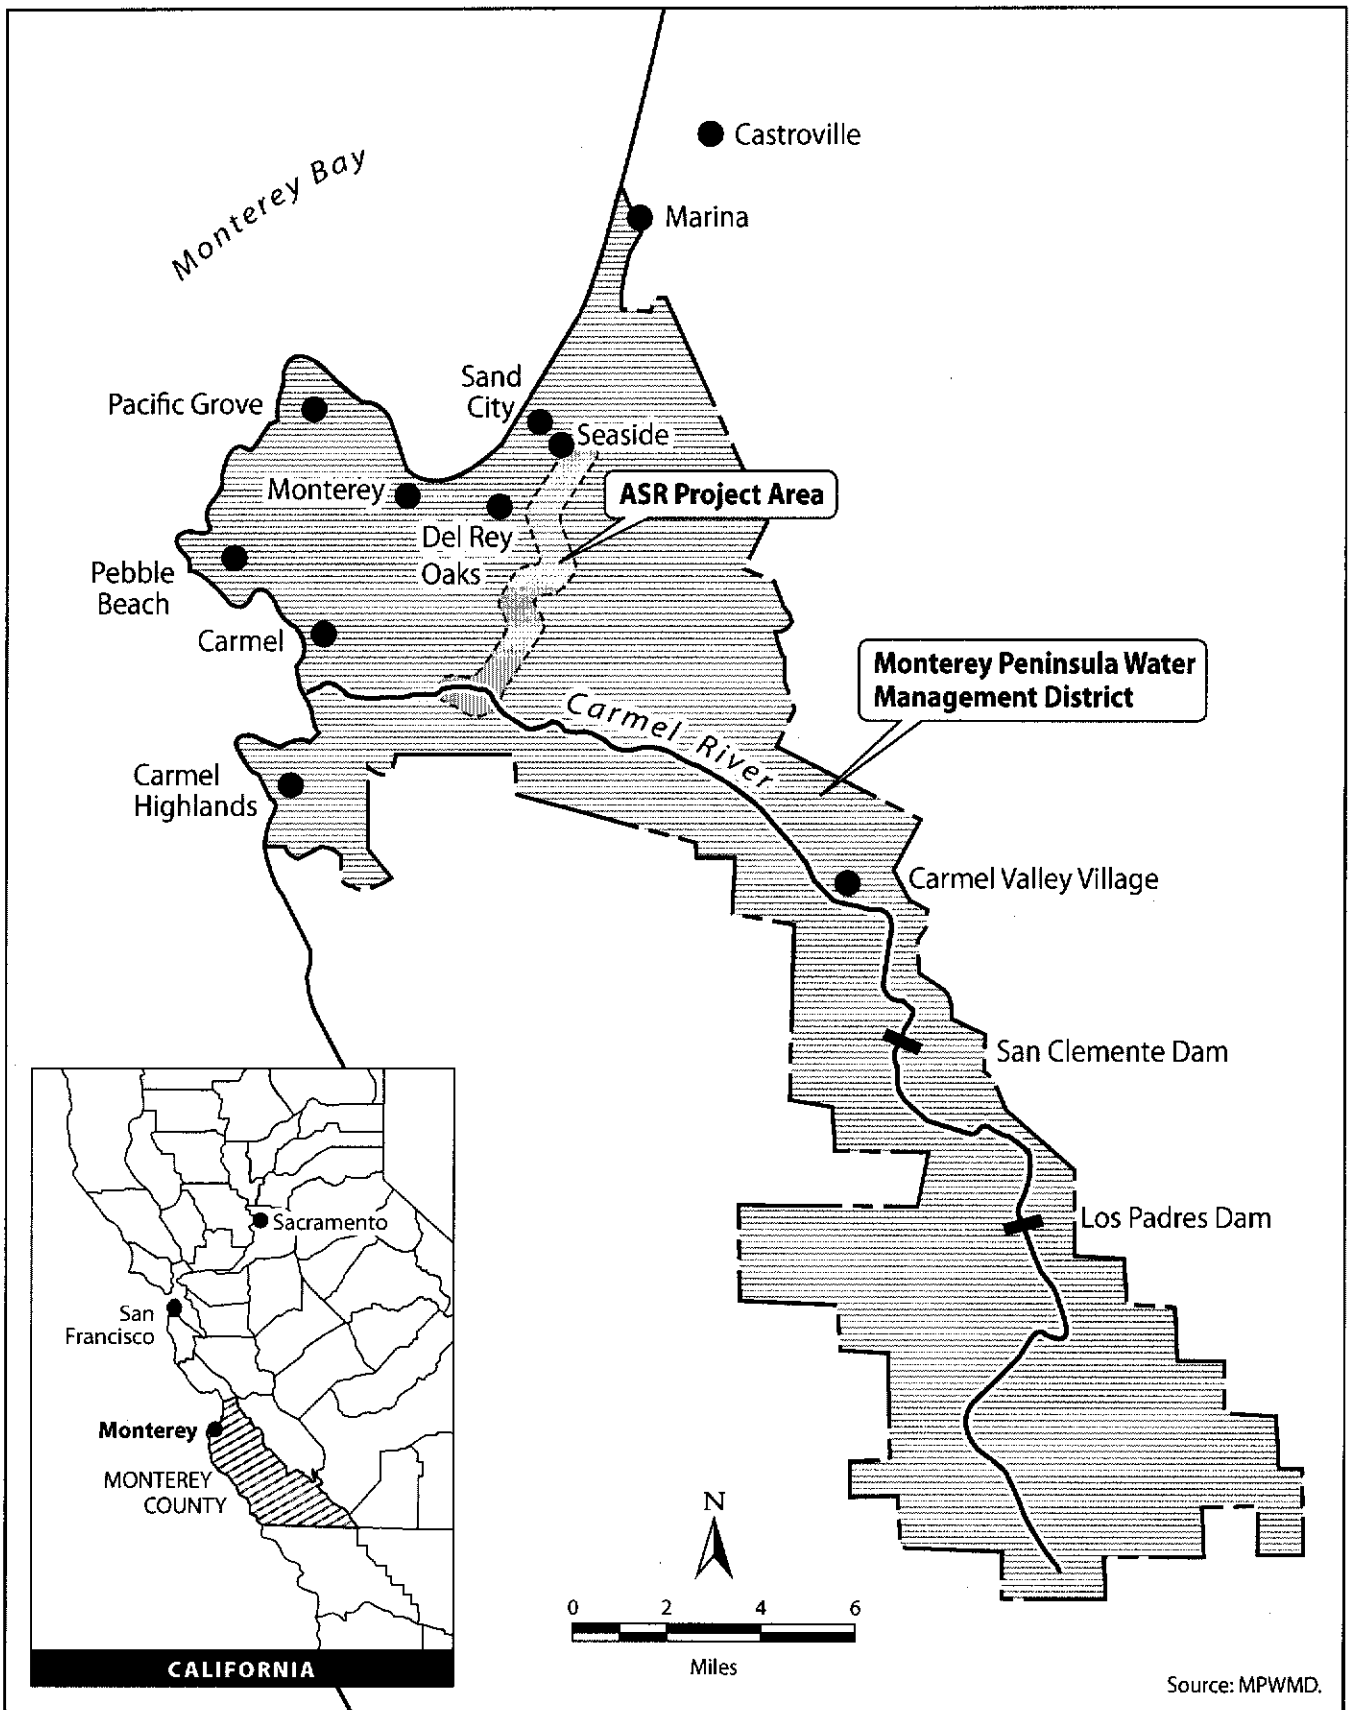 Castroville
Monterey Bay
Marina
Sand
City
Pacific Grove
Seaside
Monterey
ASR Project Area
Del Rey
Oaks
Pebble
Beach
Carmel
Monterey Peninsula Water
Management District
Carmel River
Carmel
Highlands
Carmel Valley Village
San Clemente Dam
Los Padres Dam
Sacramento
San
Francisco
Monterey
MONTEREY
COUNTY
CALIFORNIA
N
0 2 4 6
Miles
Source: MPWMD.